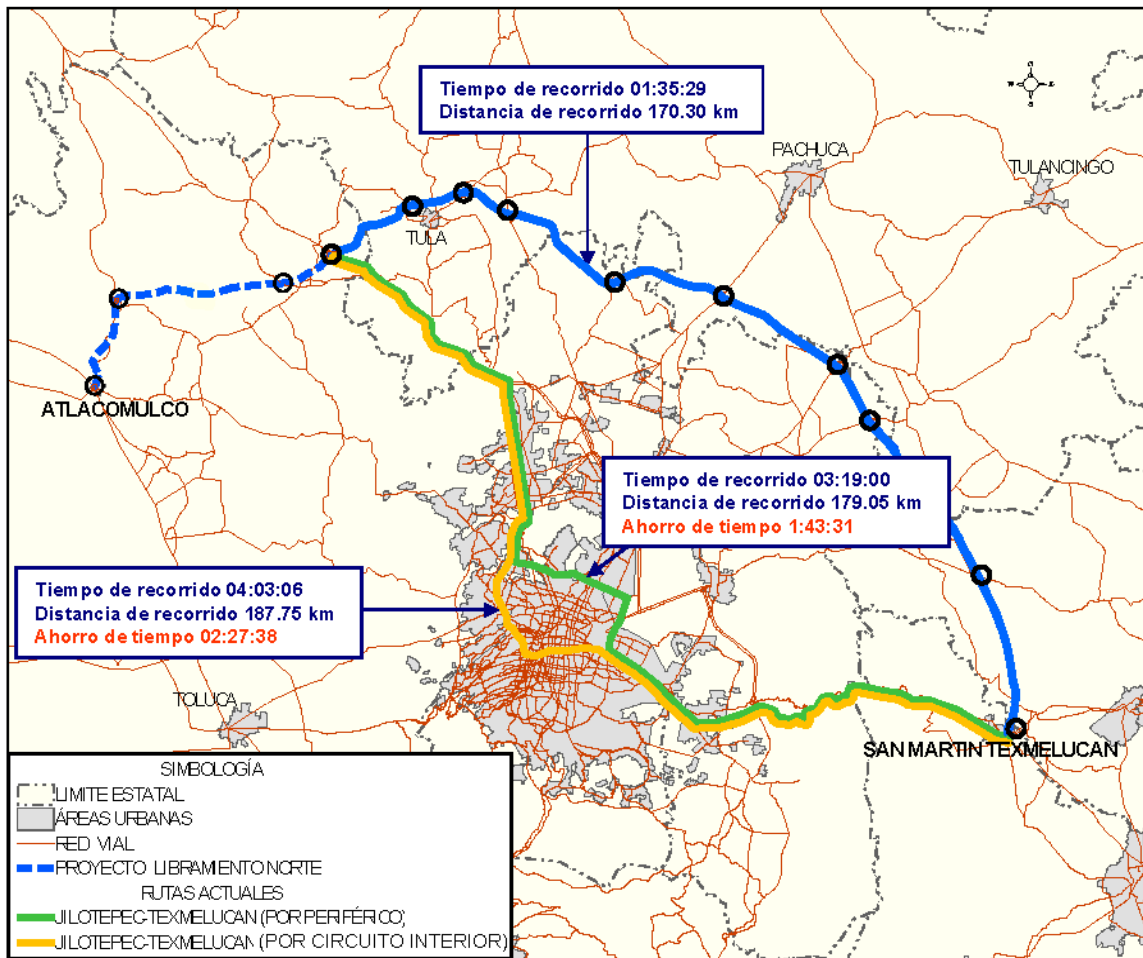 Tiempo de recorrido 01:35:29
Distancia de recorrido 170.30 km
N
W
E
S
PACHUCA
TULANCINGO
TULA
ATLACOMULCO
Tiempo de recorrido 03:19:00
Distancia de recorrido 179.05 km
Ahorro de tiempo 1:43:31
Tiempo de recorrido 04:03:06
Distancia de recorrido 187.75 km
Ahorro de tiempo 02:27:38
TOLUCA
SAN MARTIN TEXMELUCAN
SIMBOLOGÍA
LIMITE ESTATAL
ÁREAS URBANAS
RED VIAL
PROYECTO LIBRAMIENTO NORTE
RUTAS ACTUALES
JILOTEPEC-TEXMELUCAN (POR PERIFÉRICO)
JILOTEPEC-TEXMELUCAN (POR CIRCUITO INTERIOR)